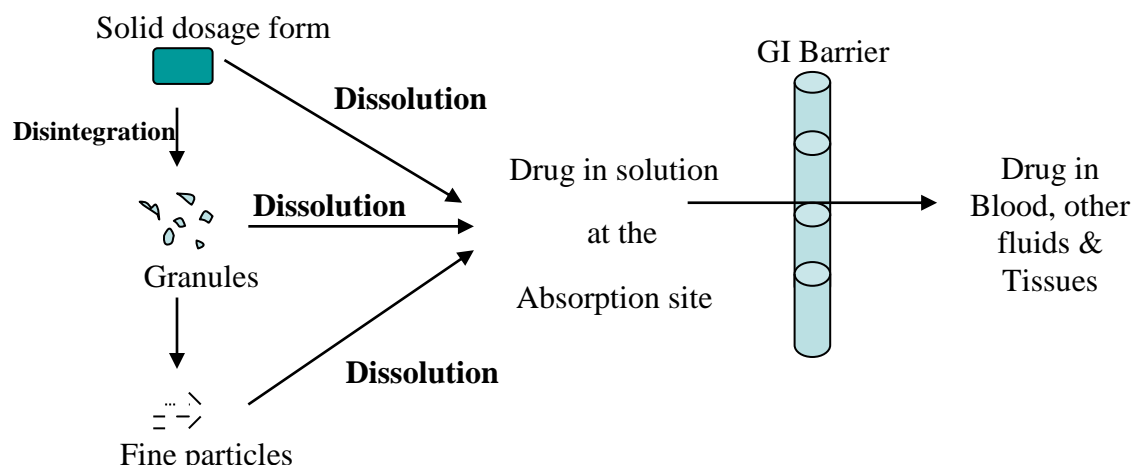 Solid dosage form
GI Barrier
Dissolution
Disintegration
Drug in solution
at the
Absorption site
Drug in
Blood, other
fluids &
Tissues
Dissolution
Granules
Dissolution
Fine particles